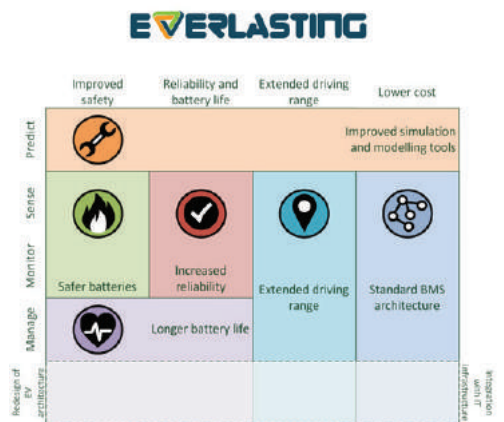 EVERLASTING
Improved
safety
Reliability and
battery life
Extended driving
range
Lower cost
Predict
Improved simulation
and modelling tools
Sense
Monitor
Safer batteries
Increased
reliability
Extended driving
range
Standard BMS
architecture
Manage
Longer battery life
Redesign of
EV
architecture
Integration
with IT
infrastructure